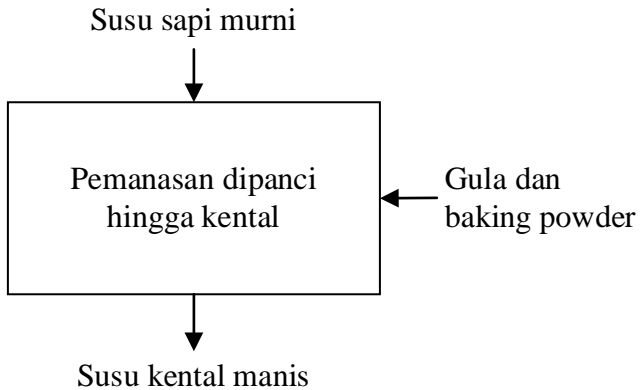 Susu sapi murni
Pemanasan dipanci
hingga kental
Gula dan
baking powder
Susu kental manis